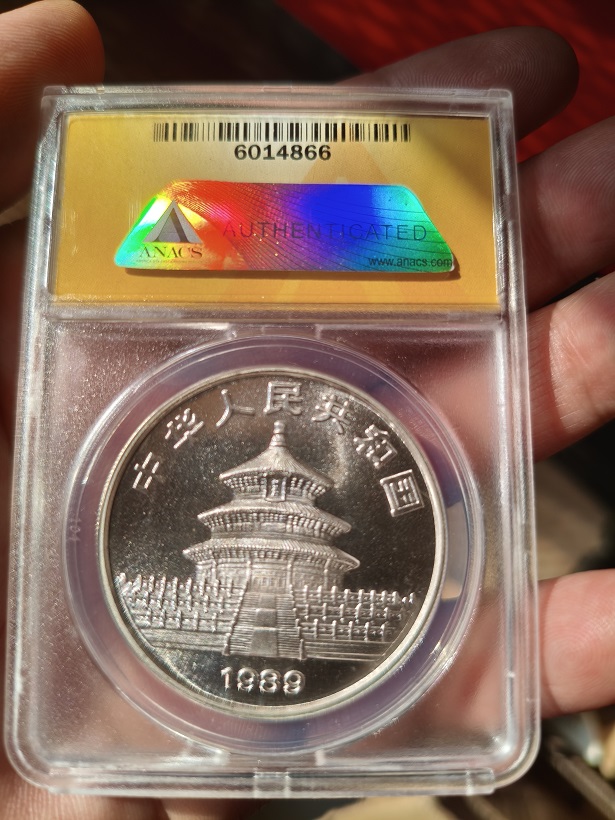 6014866
AUTHENTICATED
ANACS
www.anacs.com
中华人民共和国
1989